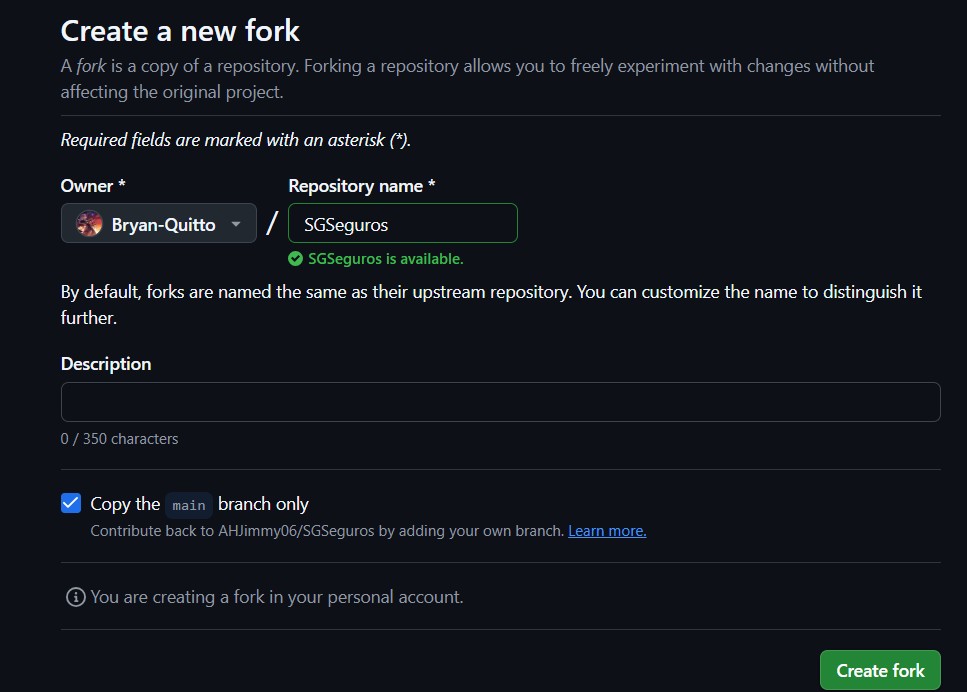 Create a new fork
A fork is a copy of a repository. Forking a repository allows you to freely experiment with changes without
affecting the original project.
Required fields are marked with an asterisk (*).
Owner *
Repository name *
Bryan-Quitto
/
SGSeguros
SGSeguros is available.
By default, forks are named the same as their upstream repository. You can customize the name to distinguish it
further.
Description
0 / 350 characters
Copy the main branch only
Contribute back to AHJimmy06/SGSeguros by adding your own branch. Learn more.
You are creating a fork in your personal account.
Create fork